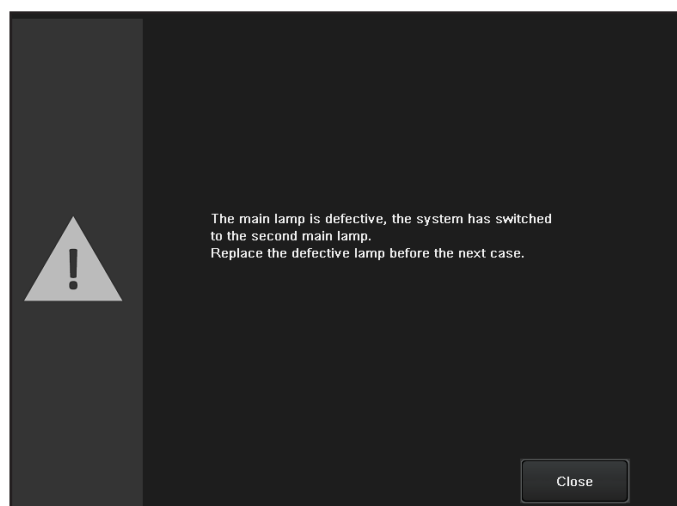 The main lamp is defective, the system has switched
to the second main lamp.
Replace the defective lamp before the next case.
Close